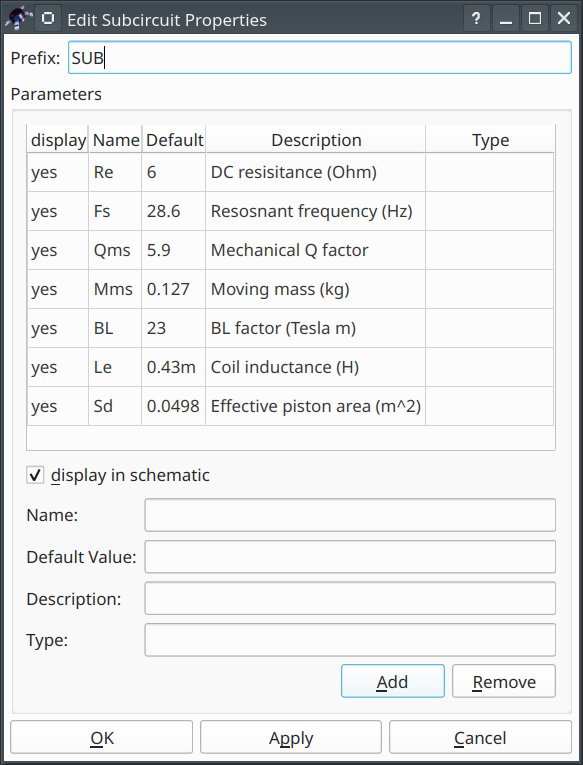 Edit Subcircuit Properties
Prefix: SUB
Parameters
display Name Default Description Type
yes Re 6 DC resisitance (Ohm)
yes Fs 28.6 Resosnant frequency (Hz)
yes Qms 5.9 Mechanical Q factor
yes Mms 0.127 Moving mass (kg)
yes BL 23 BL factor (Tesla m)
yes Le 0.43m Coil inductance (H)
yes Sd 0.0498 Effective piston area (m^2)
display in schematic
Name:
Default Value:
Description:
Type:
Add Remove
OK Apply Cancel